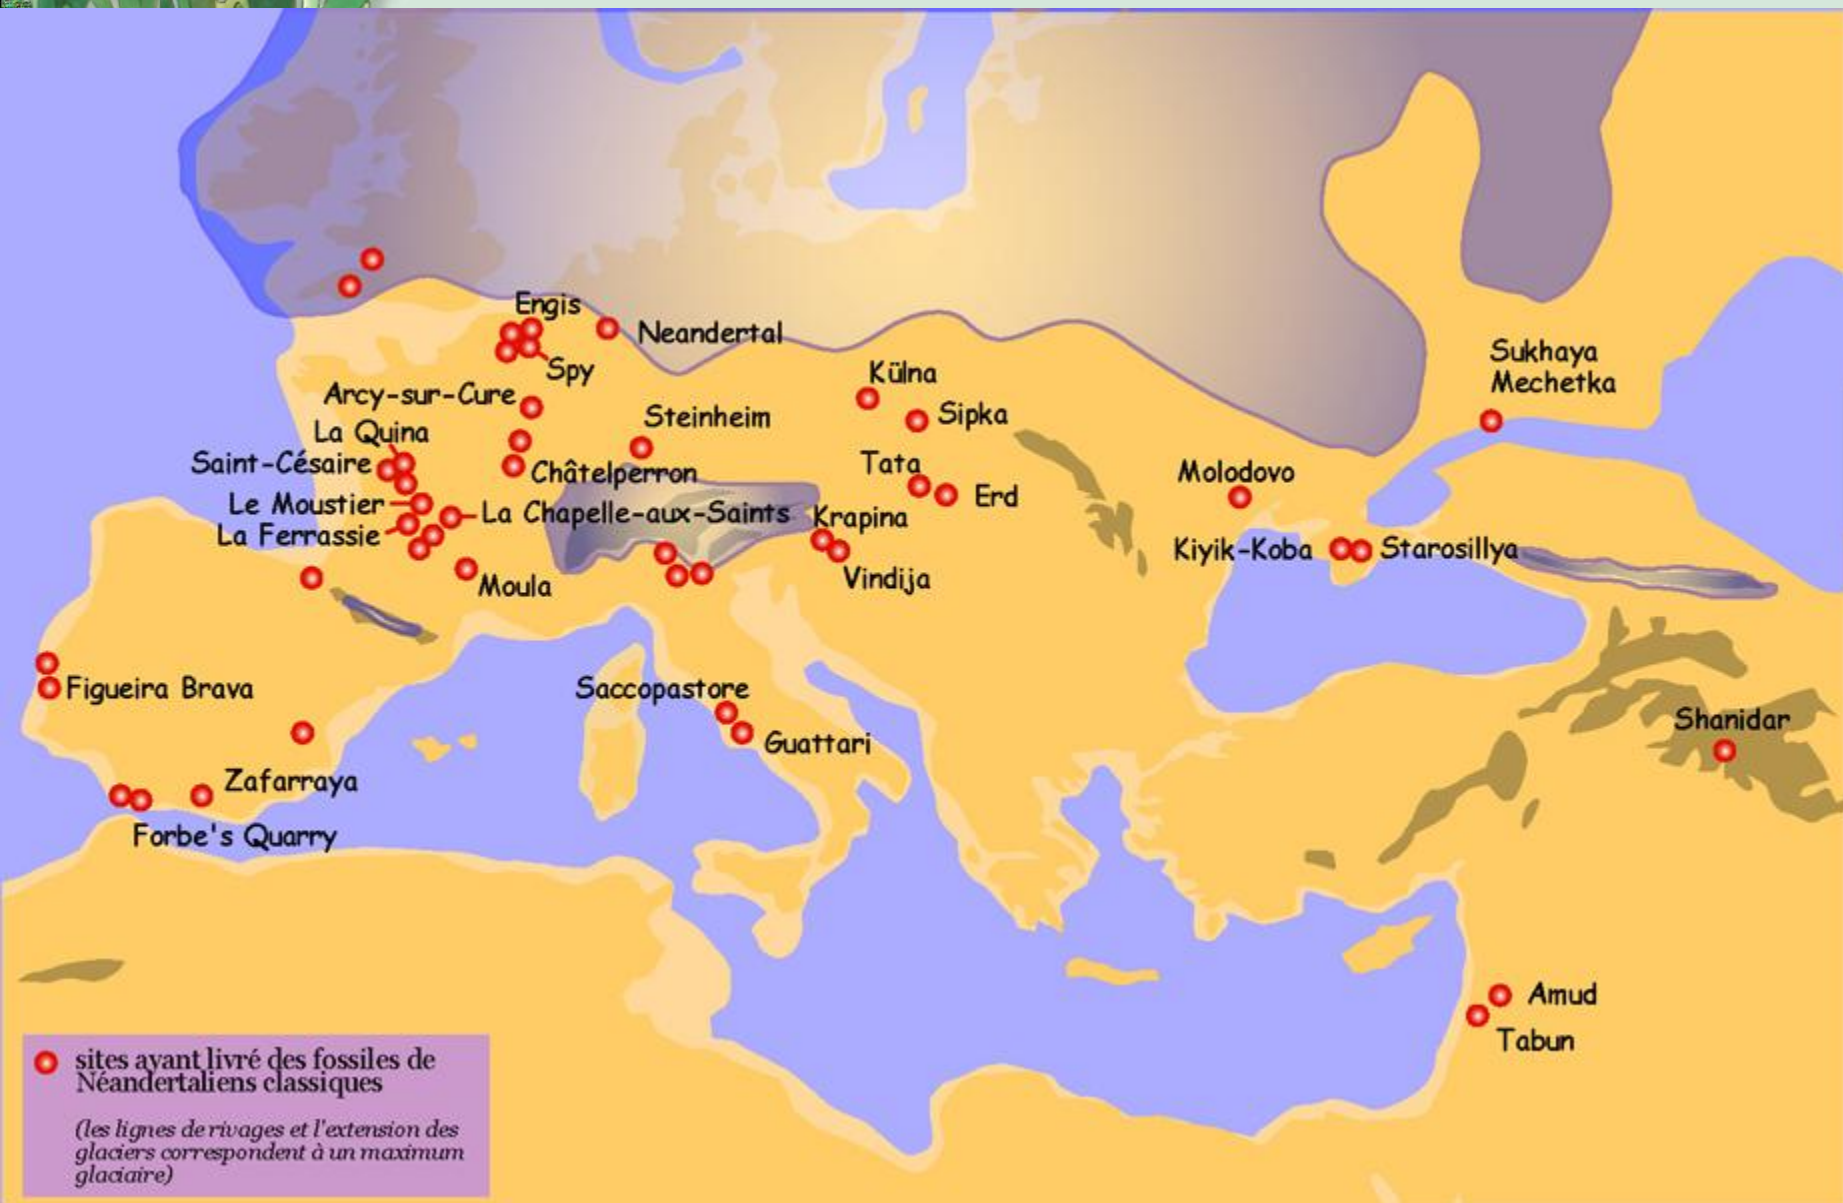 Engis
Neandertal
Spy
Sukhaya
Mechetka
Külna
Arcy-sur-Cure
Sipka
Steinheim
La Quina
Saint-Césaire
Châtelperron
Tata
Molodovo
Erd
Le Moustier
La Chapelle-aux-Saints
Krapina
La Ferrassie
Kiyik-Koba
Starosillya
Moula
Vindija
Figueira Brava
Saccopastore
Shanidar
Guattari
Zafarraya
Forbe's Quarry
Amud
Tabun
sites ayant livré des fossiles de
Néandertaliens classiques
(les lignes de rivages et l'extension des
glaciers correspondent à un maximum
glaciaire)